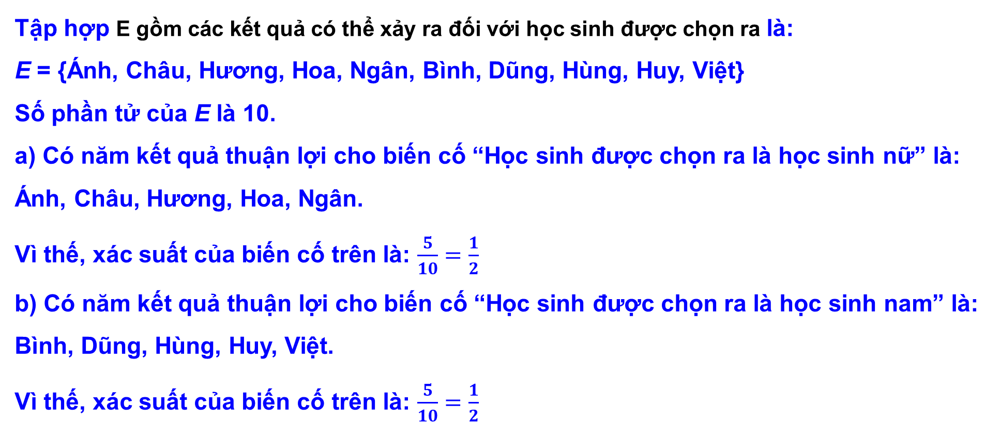 Tập hợp E gồm các kết quả có thể xảy ra đối với học sinh được chọn ra là:
E = {Ánh, Châu, Hương, Hoa, Ngân, Bình, Dũng, Hùng, Huy, Việt}
Số phần tử của E là 10.
a) Có năm kết quả thuận lợi cho biến cố “Học sinh được chọn ra là học sinh nữ” là:
Ánh, Châu, Hương, Hoa, Ngân.
Vì thế, xác suất của biến cố trên là: 5/10 = 1/2
b) Có năm kết quả thuận lợi cho biến cố “Học sinh được chọn ra là học sinh nam” là:
Bình, Dũng, Hùng, Huy, Việt.
Vì thế, xác suất của biến cố trên là: 5/10 = 1/2